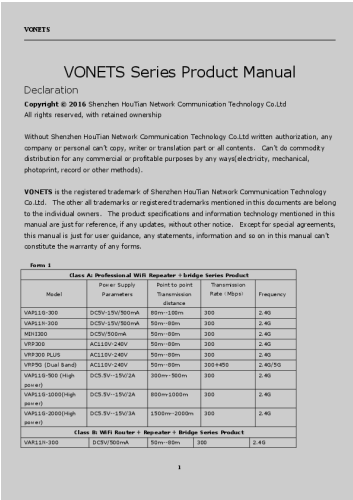 VONETS
VONETS Series Product Manual
Declaration
Copyright © 2016 Shenzhen HouTian Network Communication Technology Co.Ltd
All rights reserved, with retained ownership
Without Shenzhen HouTian Network Communication Technology Co.Ltd written authorization, any
company or personal can't copy, writer or translation part or all contents. Can't do commodity
distribution for any commercial or profitable purposes by any ways(electricity, mechanical,
photoprint, record or other methods).
VONETS is the registered trademark of Shenzhen HouTian Network Communication Technology
Co.Ltd. The other all trademarks or registered trademarks mentioned in this documents are belong
to the individual owners. The product specifications and information technology mentioned in this
manual are just for reference, if any updates, without other notice. Except for special agreements,
this manual is just for user guidance, any statements, information and so on in this manual can't
constitute the warranty of any forms.
Form 1
Class A: Professional WiFi Repeater + bridge Series Product
Model Power Supply Parameters Point to point Transmission distance Transmission Rate (Mbps) Frequency
VAP11G-300 DC5V-15V/500mA 80m--100m 300 2.4G
VAP11N-300 DC5V-15V/500mA 50m--80m 300 2.4G
MINI300 DC5V/500mA 50m--80m 300 2.4G
VRP300 AC110V-240V 50m--80m 300 2.4G
VRP300 PLUS AC110V-240V 50m--80m 300 2.4G
VRP5G (Dual Band) AC110V-240V 50m--80m 300+450 2.4G/5G
VAP11G-500 (High power) DC5.5V--15V/2A 300m--500m 300 2.4G
VAP11G-1000(High power) DC5.5V--15V/2A 800m-1000m 300 2.4G
VAP11G-2000(High power) DC5.5V--15V/3A 1500m--2000m 300 2.4G
Class B: WiFi Router + Repeater + Bridge Series Product
VAR11R-300 DC5V/500mA 50m--80m 300 2.4G
1